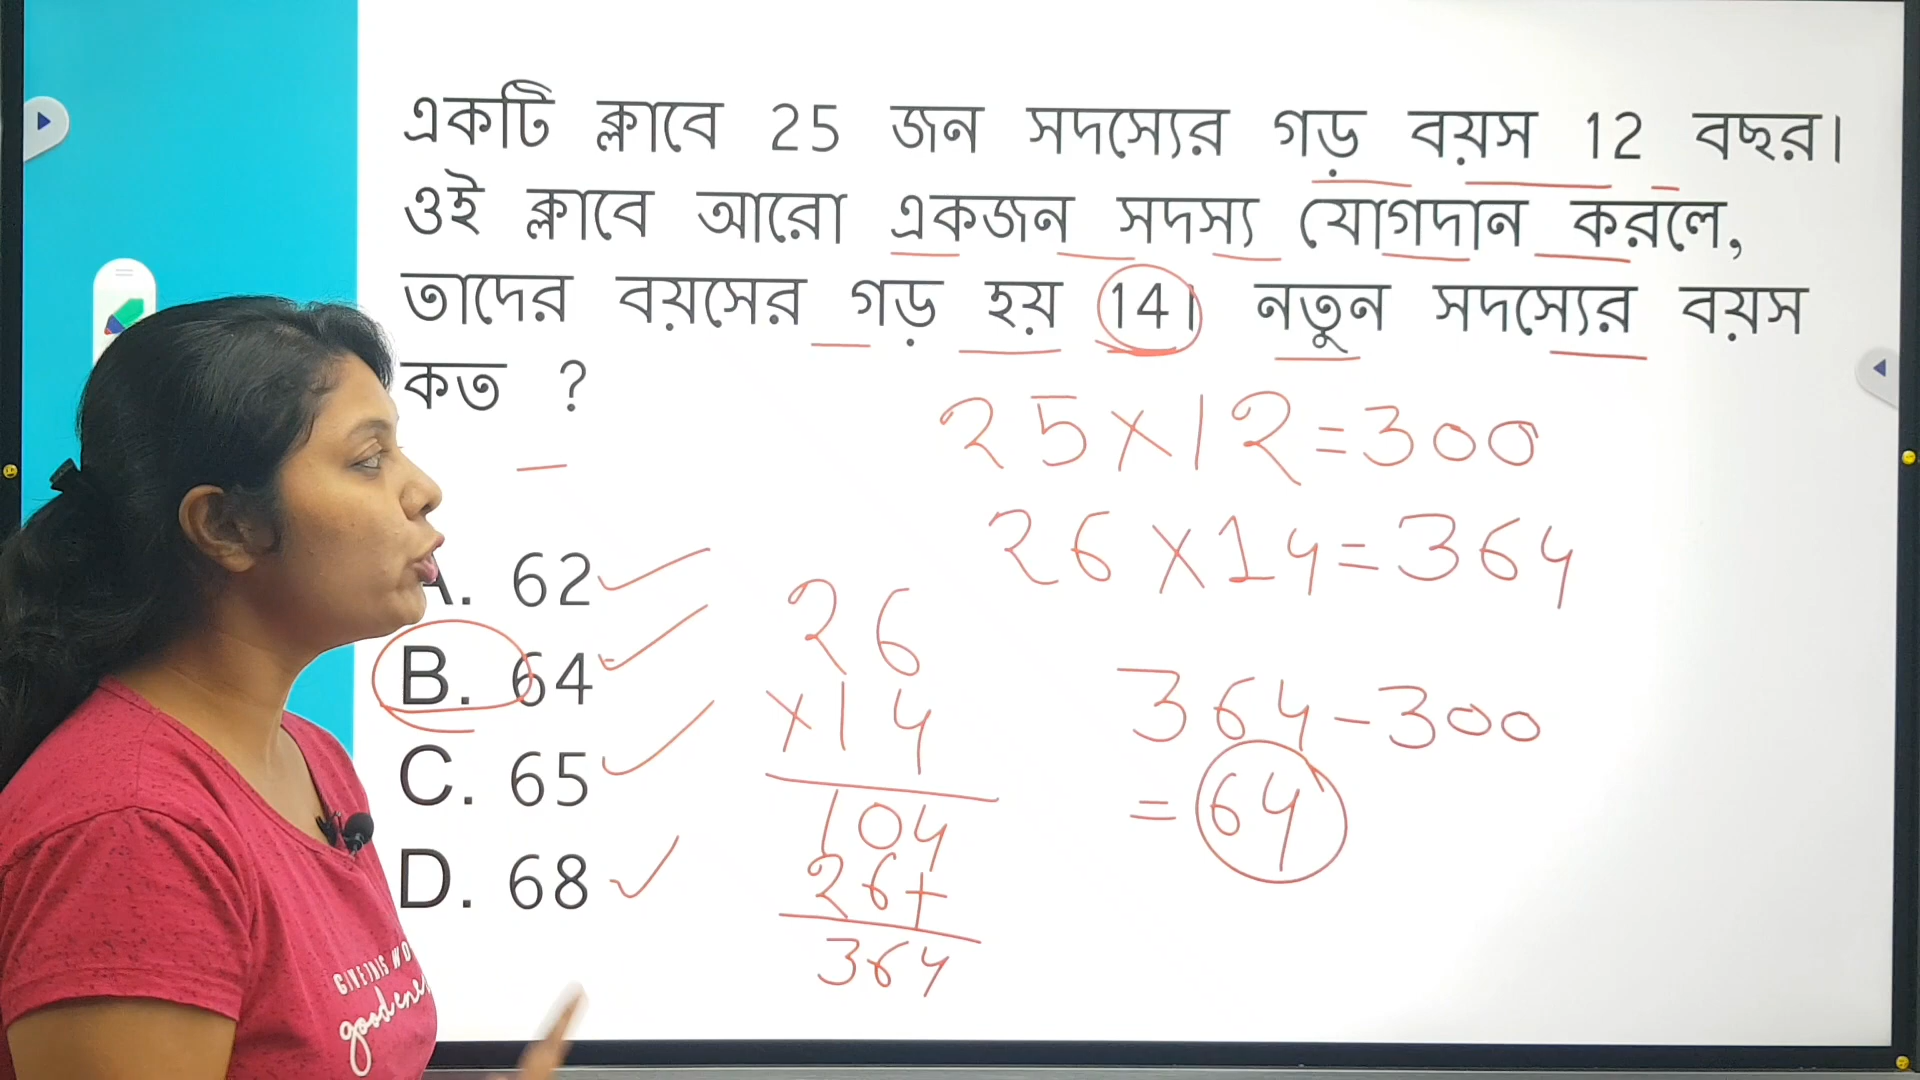 একটি ক্লাবে 25 জন সদস্যের গড় বয়স 12 বছর।
ওই ক্লাবে আরো একজন সদস্য যোগদান করলে,
তাদের বয়সের গড় হয় 14। নতুন সদস্যের বয়স
কত ?
25×12=300
26×14=364
A. 62
B. 64
C. 65
D. 68
26
×14
104
26+
364
364-300
=64
GIVING
goodness